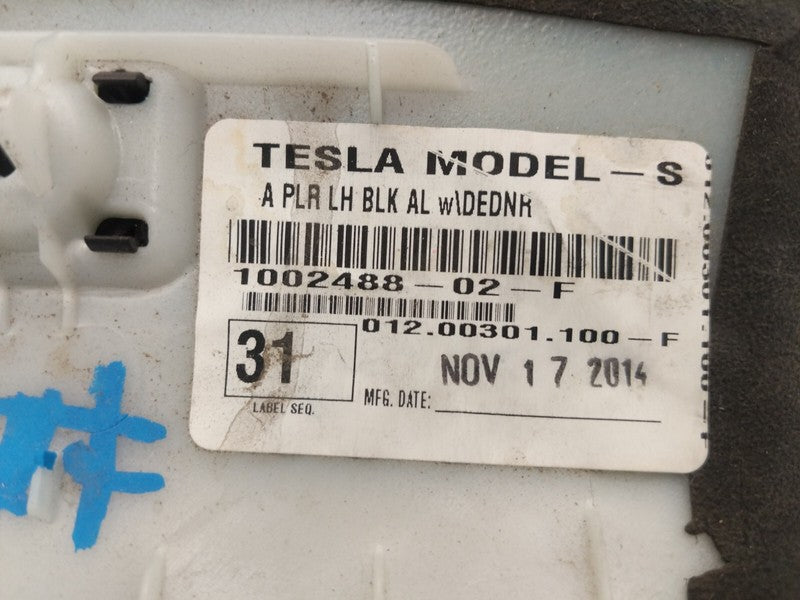 TESLA MODEL-S
A PLR LH BLK AL w\DEDNR
1002488-02-F
012.00301.100-F
31
NOV 17 2014
LABEL SEQ.
MFG. DATE: